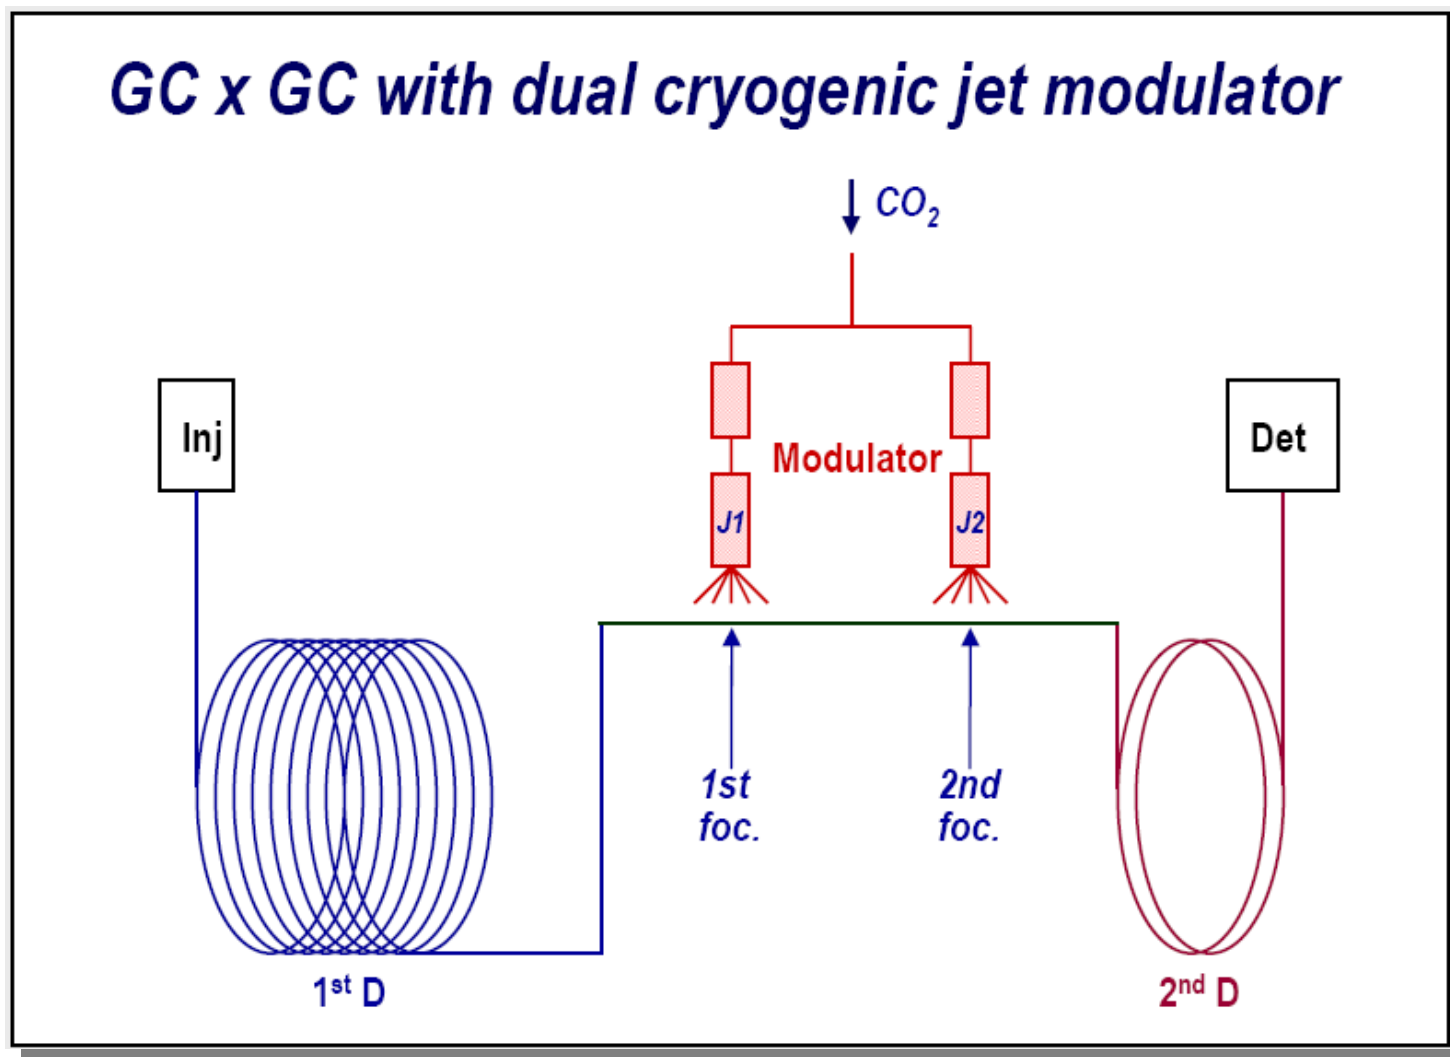 GC x GC with dual cryogenic jet modulator
CO₂
Inj
Modulator
Det
J1
J2
1st
foc.
2nd
foc.
1ˢᵗ D
2ⁿᵈ D